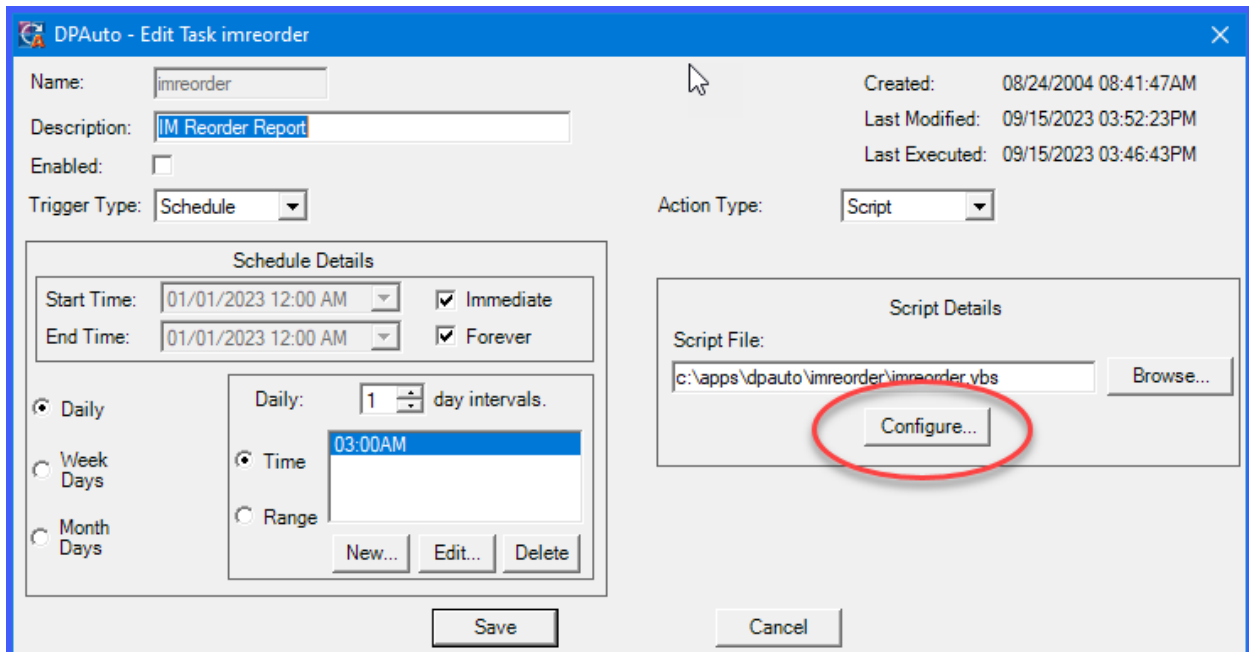 DPAuto - Edit Task imreorder
Name: imreorder
Created: 08/24/2004 08:41:47AM
Description: IM Reorder Report
Last Modified: 09/15/2023 03:52:23PM
Enabled:
Last Executed: 09/15/2023 03:46:43PM
Trigger Type: Schedule
Action Type: Script
Schedule Details
Start Time: 01/01/2023 12:00 AM Immediate
End Time: 01/01/2023 12:00 AM Forever
Daily
Week
Days
Month
Days
Daily: 1 day intervals.
Time
03:00AM
Range
New... Edit... Delete
Script Details
Script File:
c:\apps\dpauto\imreorder\imreorder.vbs Browse...
Configure...
Save Cancel